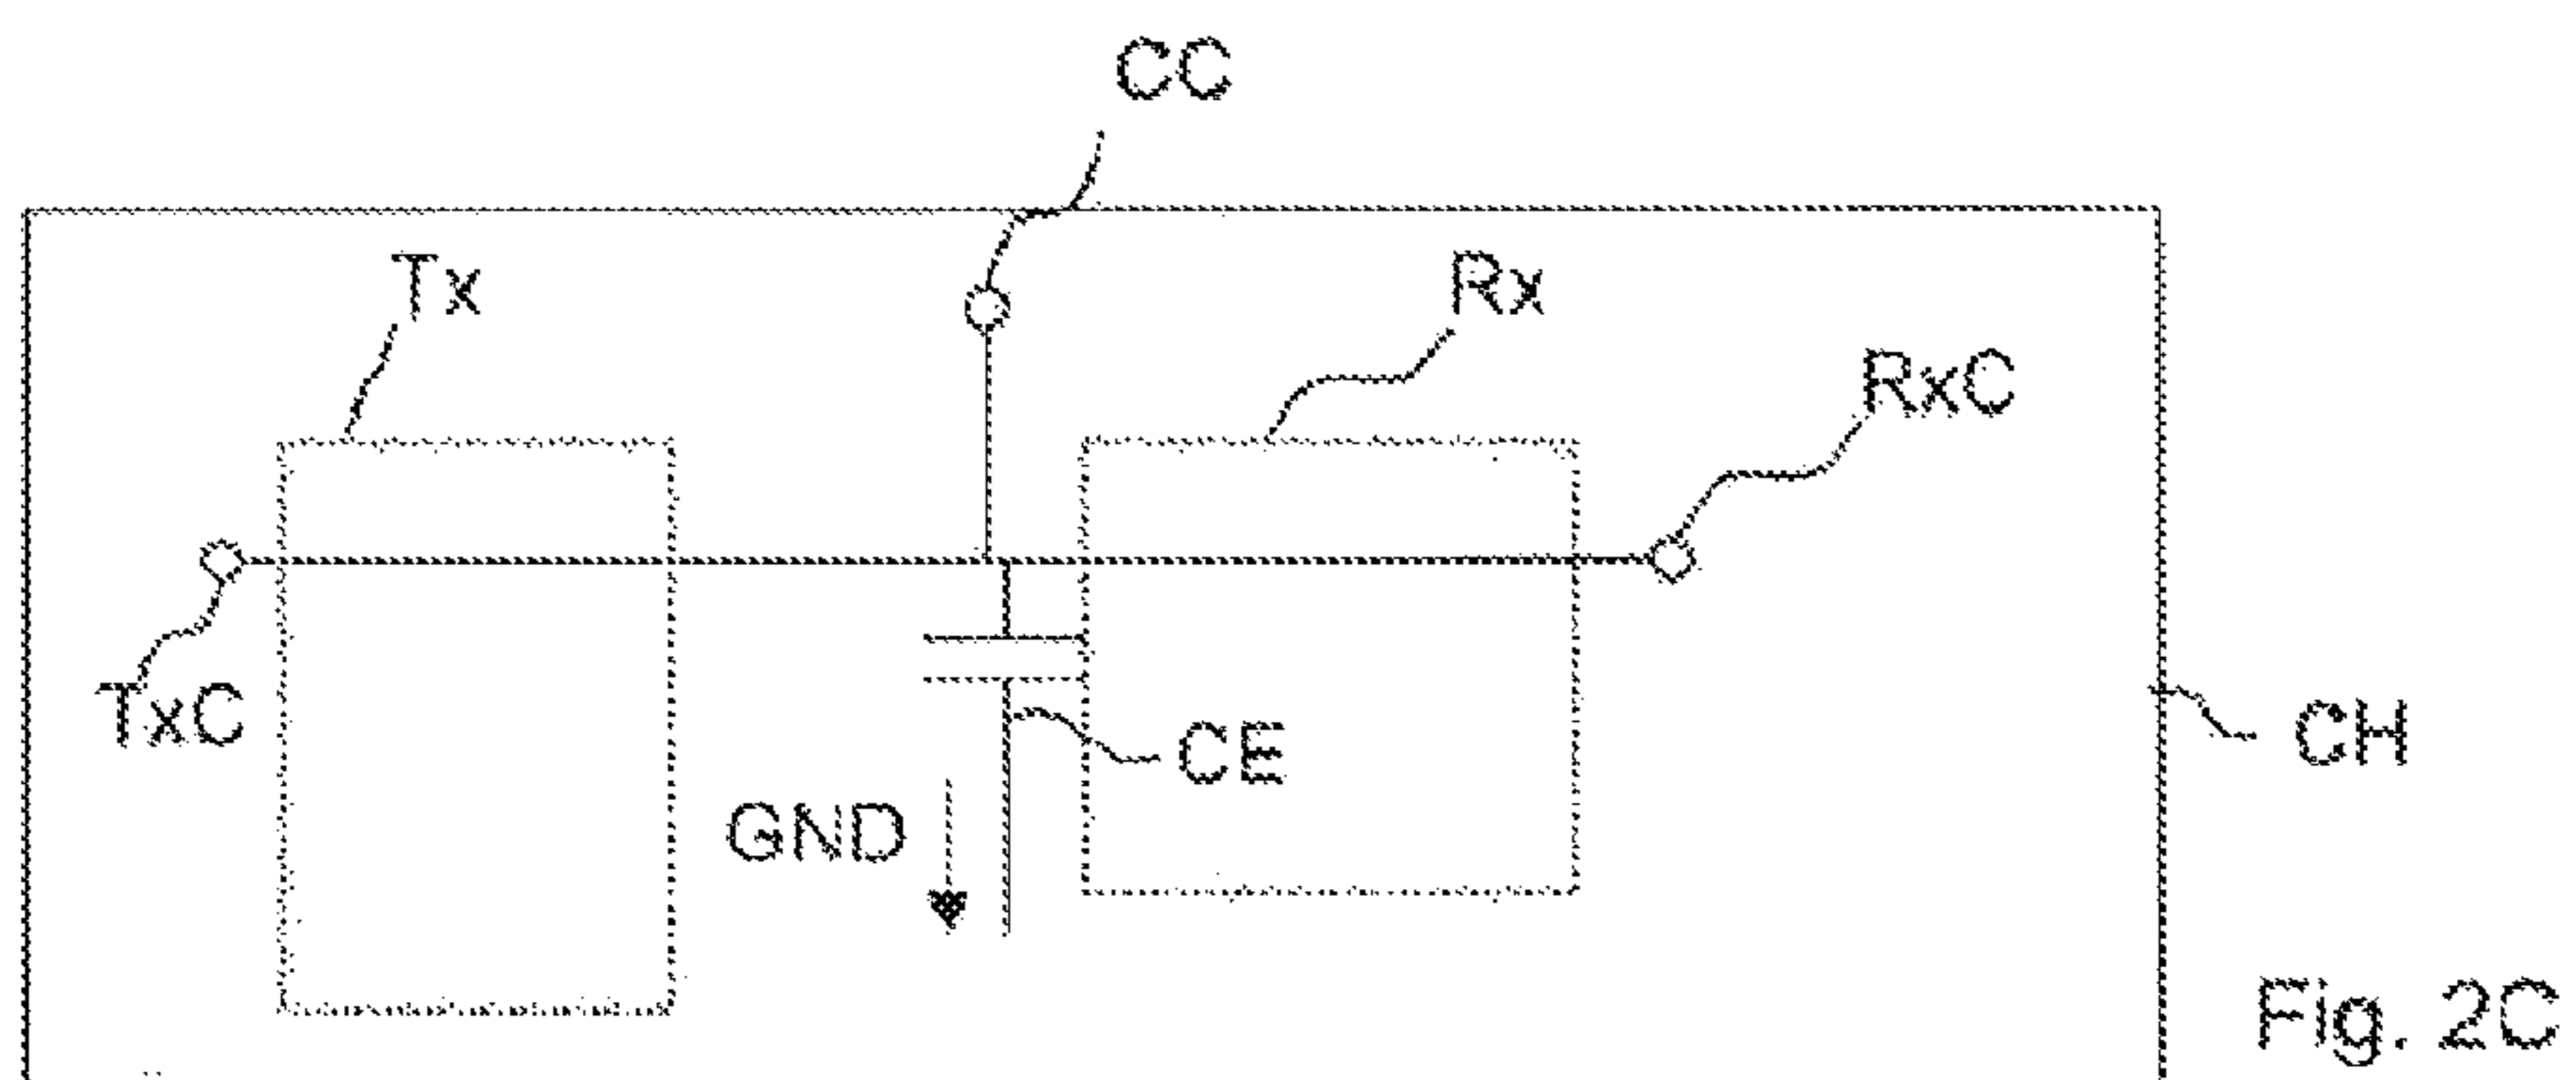 CC
Tx
Rx
RxC
TxC
CE
CH
GND
Fig. 2C